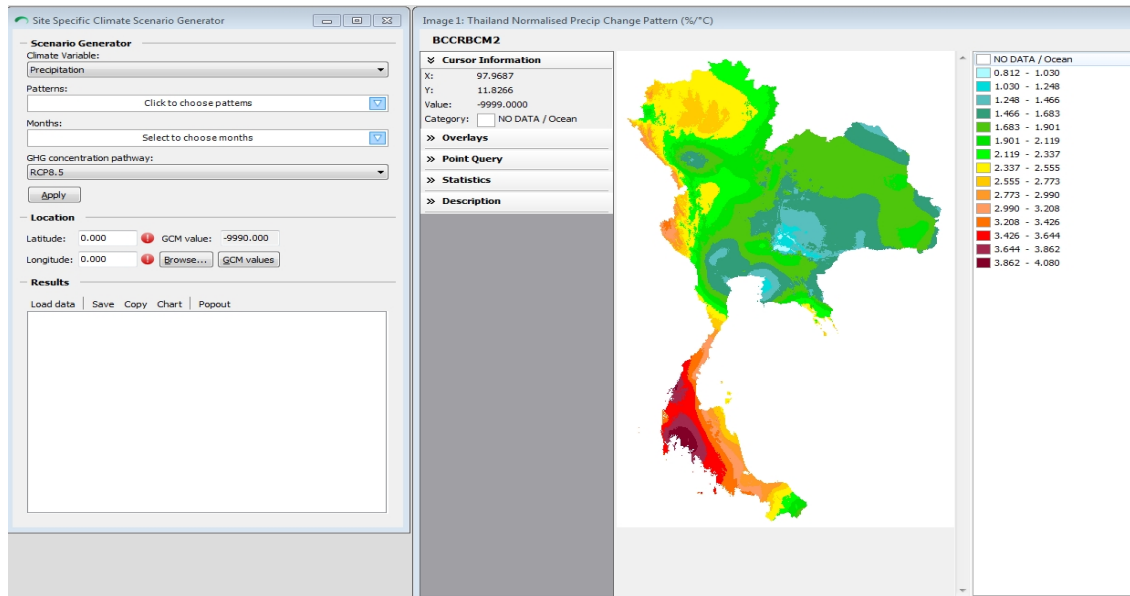 Site Specific Climate Scenario Generator
Scenario Generator
Climate Variable:
Precipitation
Patterns:
Click to choose patterns
Months:
Select to choose months
GHG concentration pathway:
RCP8.5
Apply
Location
Latitude: 0.000 GCM value: -9990.000
Longitude: 0.000 Browse... GCM values
Results
Load data Save Copy Chart Popout
Image 1: Thailand Normalised Precip Change Pattern (%/°C)
BCCRBCM2
Cursor Information
X: 97.9687
Y: 11.8266
Value: -9999.0000
Category: NO DATA / Ocean
Overlays
Point Query
Statistics
Description
NO DATA / Ocean
0.812 - 1.030
1.030 - 1.248
1.248 - 1.466
1.466 - 1.683
1.683 - 1.901
1.901 - 2.119
2.119 - 2.337
2.337 - 2.555
2.555 - 2.773
2.773 - 2.990
2.990 - 3.208
3.208 - 3.426
3.426 - 3.644
3.644 - 3.862
3.862 - 4.080